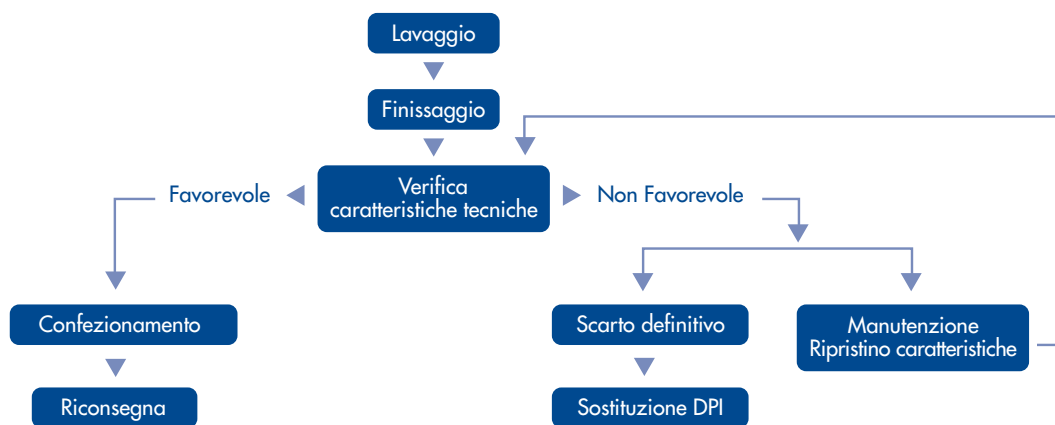 Lavaggio
Finissaggio
Verifica
caratteristiche tecniche
Favorevole
Non Favorevole
Confezionamento
Scarto definitivo
Manutenzione
Ripristino caratteristiche
Riconsegna
Sostituzione DPI